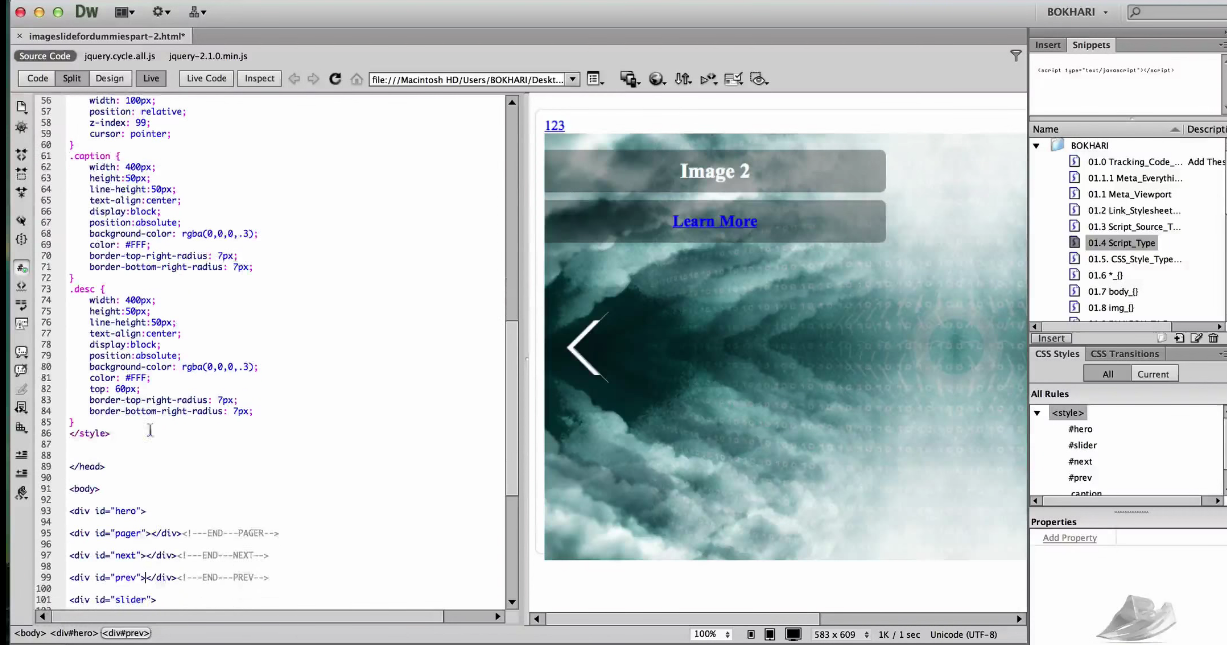 Dw
BOKHARI
imageslidefordummiespart-2.html*
Source Code
jquery.cycle.all.js
jquery-2.1.0.min.js
Code
Split
Design
Live
Live Code
Inspect
file:///Macintosh HD/Users/BOKHARI/Deskt...
56 width: 100px;
57 position: relative;
58 z-index: 99;
59 cursor: pointer;
60 }
61 .caption {
62 width: 400px;
63 height:50px;
64 line-height:50px;
65 text-align:center;
66 display:block;
67 position:absolute;
68 background-color: rgba(0,0,0,.3);
69 color: #FFF;
70 border-top-right-radius: 7px;
71 border-bottom-right-radius: 7px;
72 }
73 .desc {
74 width: 400px;
75 height:50px;
76 line-height:50px;
77 text-align:center;
78 display:block;
79 position:absolute;
80 background-color: rgba(0,0,0,.3);
81 color: #FFF;
82 top: 60px;
83 border-top-right-radius: 7px;
84 border-bottom-right-radius: 7px;
85 }
86 </style>
87
88
89 </head>
90
91 <body>
92
93 <div id="hero">
94
95 <div id="pager"></div><!---END---PAGER-->
96
97 <div id="next"></div><!---END---NEXT-->
98
99 <div id="prev"></div><!---END---PREV-->
100
101 <div id="slider">
<body> <div#hero> <div#prev>
123
Image 2
Learn More
100%
583 x 609
1K / 1 sec
Unicode (UTF-8)
Insert
Snippets
<script type="text/javascript"></script>
Name
Descripti
BOKHARI
01.0 Tracking_Code_... Add Thes
01.1.1 Meta_Everythi...
01.1 Meta_Viewport
01.2 Link_Stylesheet...
01.3 Script_Source_T...
01.4 Script_Type
01.5. CSS_Style_Type...
01.6 *_{}
01.7 body_{}
01.8 img_{}
Insert
CSS Styles
CSS Transitions
All
Current
All Rules
<style>
#hero
#slider
#next
#prev
caption
Properties
Add Property